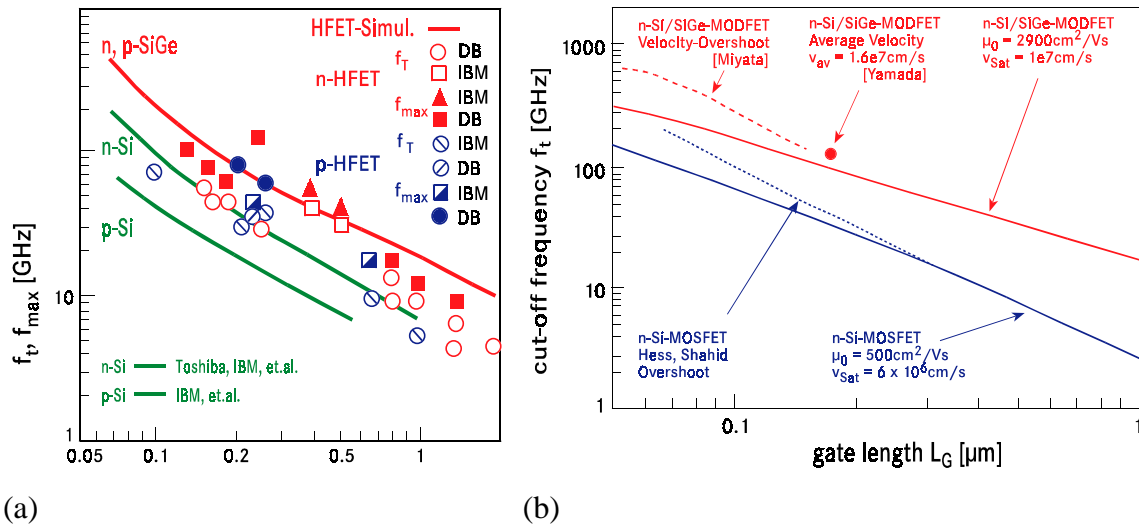 HFET-Simul.
n, p-SiGe
f_T DB
n-HFET
IBM
IBM
f_max DB
n-Si
f_T IBM
p-HFET
DB
f_max IBM
DB
p-Si
f_t, f_max [GHz]
10
1
n-Si Toshiba, IBM, et.al.
p-Si IBM, et.al.
0.05 0.1 0.2 0.5 1
(a)
n-Si/SiGe-MODFET
Velocity-Overshoot
[Miyata]
n-Si/SiGe-MODFET
Average Velocity
v_av = 1.6e7cm/s
[Yamada]
n-Si/SiGe-MODFET
μ_0 = 2900cm²/Vs
v_Sat = 1e7cm/s
cut-off frequency f_t [GHz]
1000
100
10
1
n-Si-MOSFET
Hess, Shahid
Overshoot
n-Si-MOSFET
μ_0 = 500cm²/Vs
v_Sat = 6 x 10⁶cm/s
0.1 1
gate length L_G [μm]
(b)